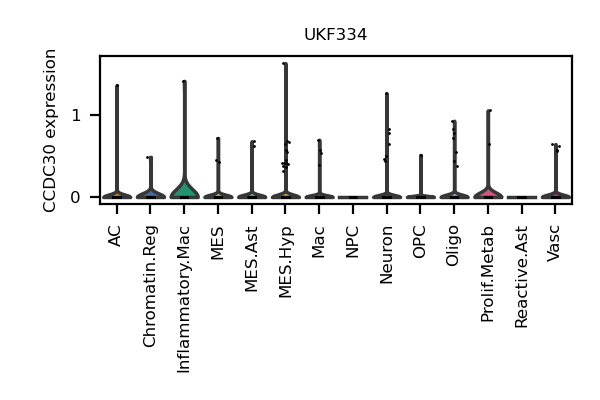 UKF334
CCDC30 expression
1
0
AC
Chromatin.Reg
Inflammatory.Mac
MES
MES.Ast
MES.Hyp
Mac
NPC
Neuron
OPC
Oligo
Prolif.Metab
Reactive.Ast
Vasc